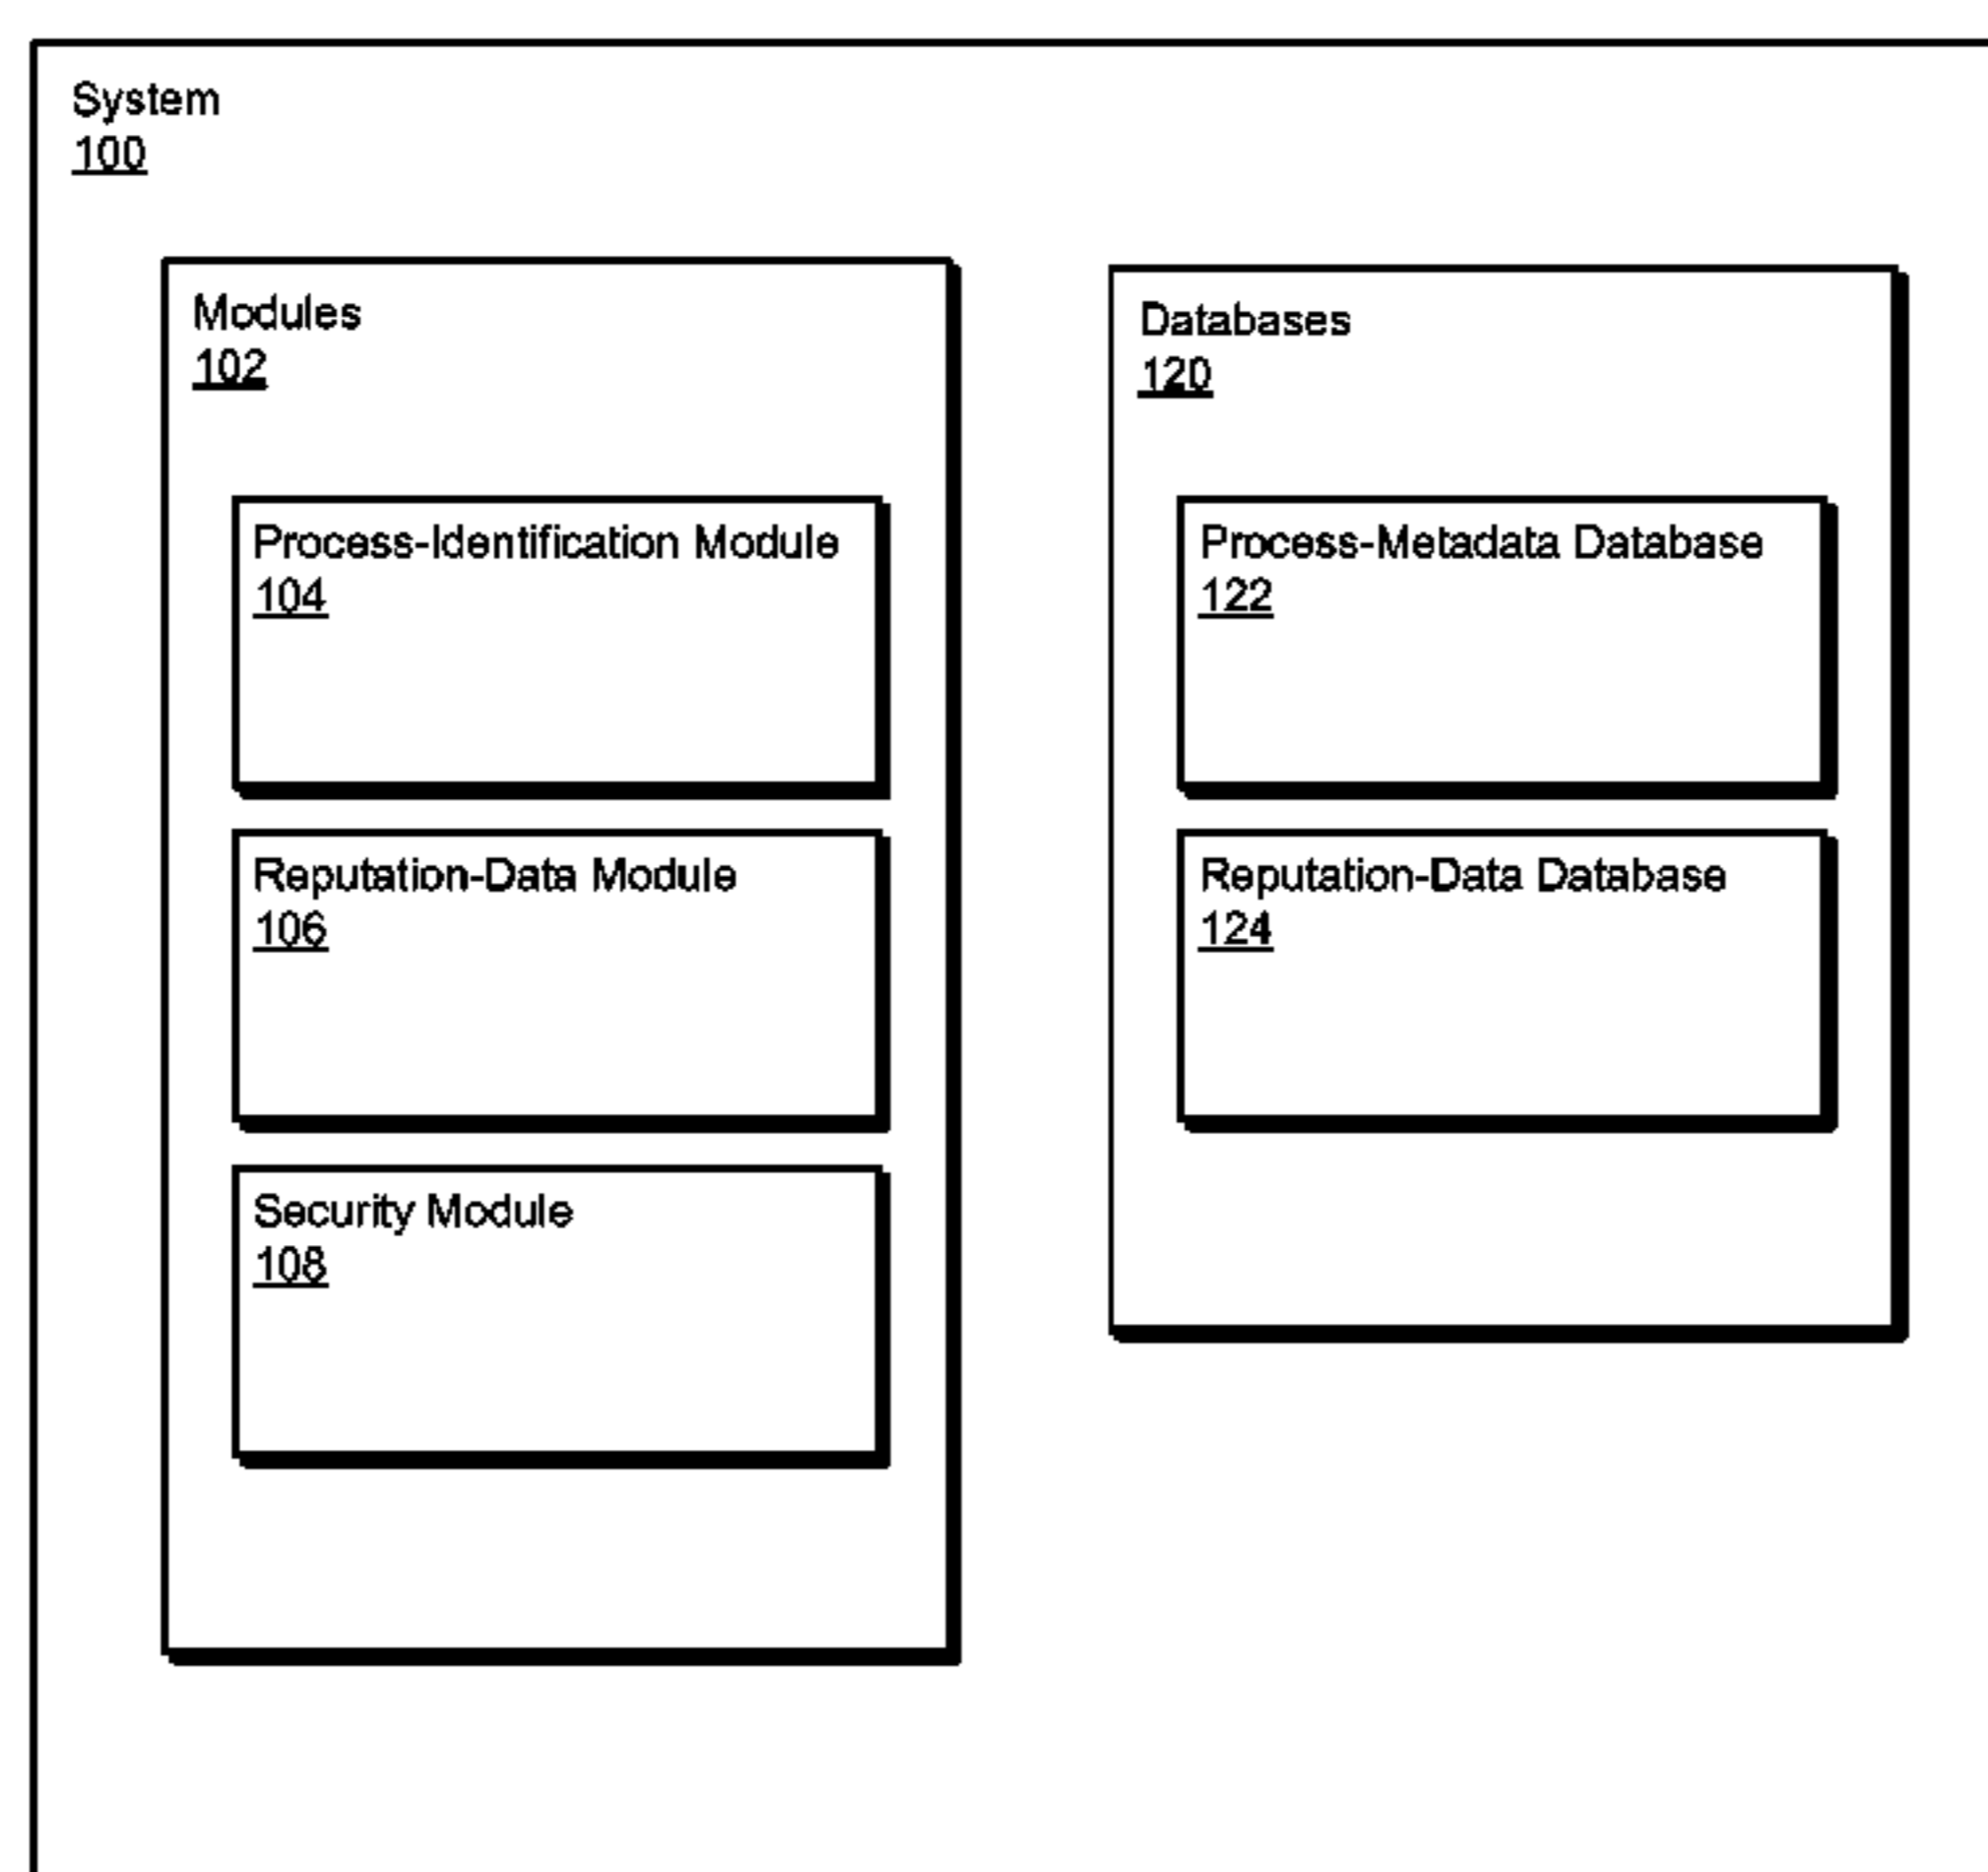 System
100
Modules
102
Process-Identification Module
104
Reputation-Data Module
106
Security Module
108
Databases
120
Process-Metadata Database
122
Reputation-Data Database
124